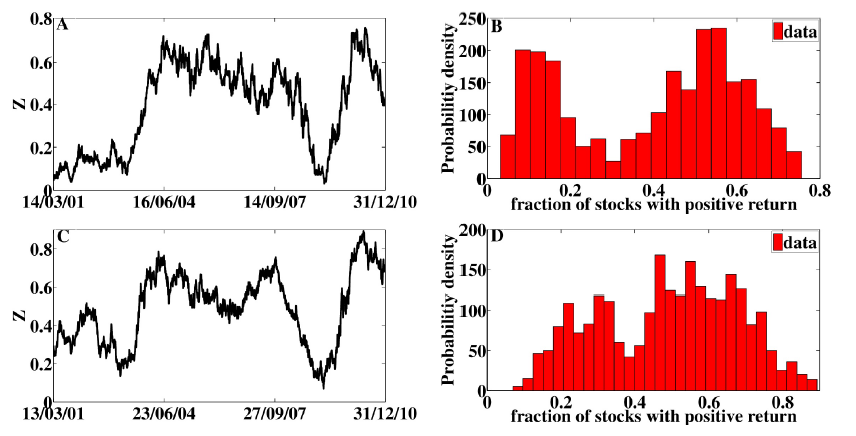 A
Z
0.8
0.6
0.4
0.2
0
14/03/01 16/06/04 14/09/07 31/12/10
B
data
Probabilitiy density
250
200
150
100
50
0
0 0.2 0.4 0.6 0.8
fraction of stocks with positive return
C
Z
0.8
0.6
0.4
0.2
0
13/03/01 23/06/04 27/09/07 31/12/10
D
data
Probabilitiy density
200
150
100
50
0
0 0.2 0.4 0.6 0.8
fraction of stocks with positive return